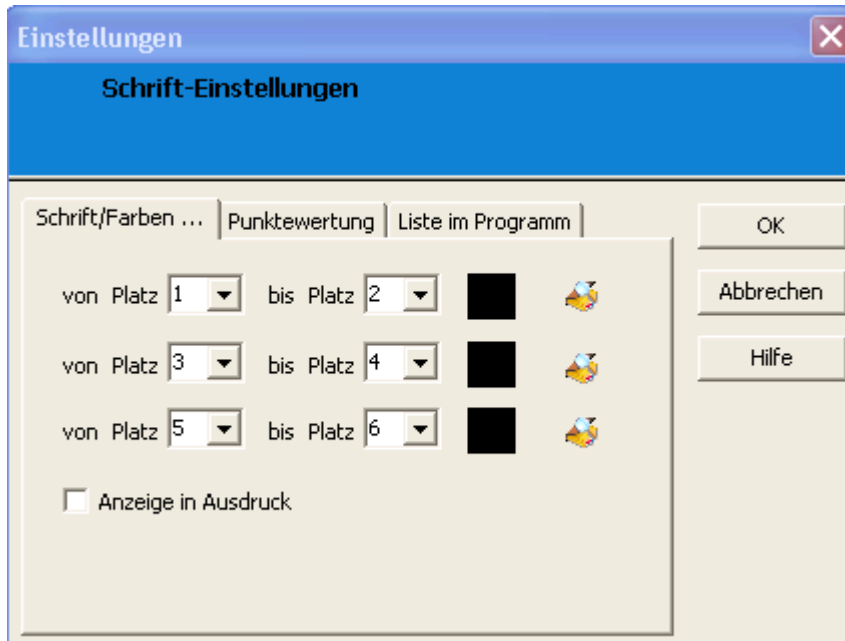 Einstellungen
Schrift-Einstellungen
Schrift/Farben ... Punktewertung Liste im Programm
OK
von Platz 1 bis Platz 2
Abbrechen
von Platz 3 bis Platz 4
Hilfe
von Platz 5 bis Platz 6
Anzeige in Ausdruck